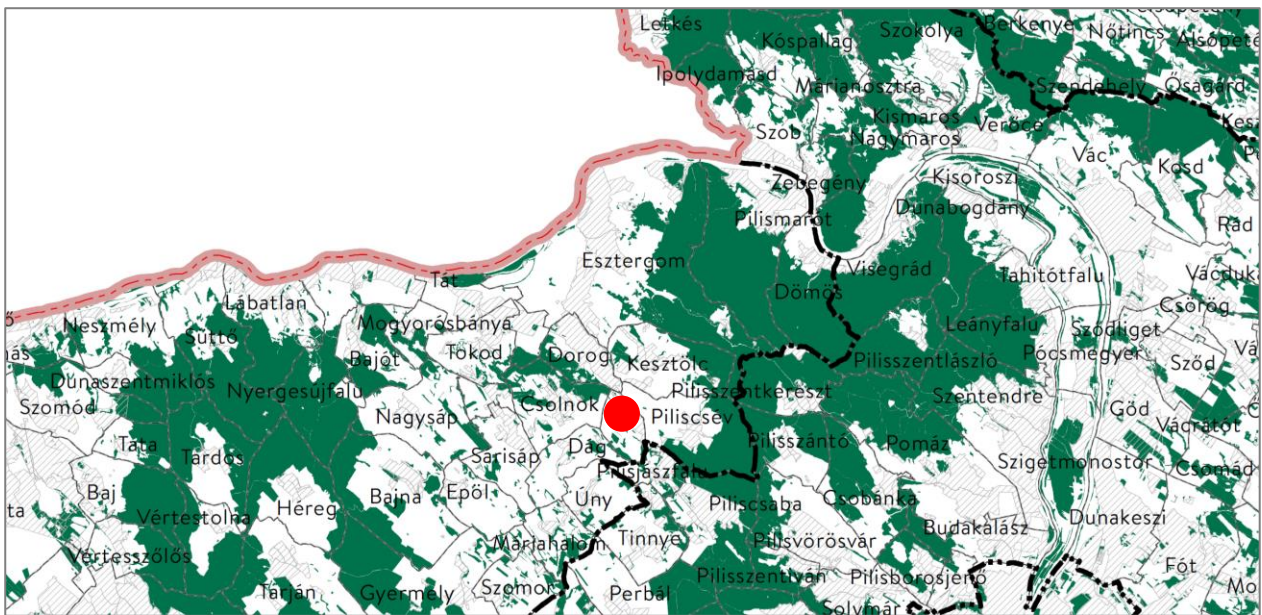 Letkés
Berkenye
Szokolya
Nőtincs
Kóspallag
Ipolydamásd
Márianosztra
Szendehely
Ősagárd
Kismaros
Verőce
Nagymaros
Szob
Vác
Kosd
Kisoroszi
Zebegény
Dunabogdány
Pilismarót
Rád
Esztergom
Visegrád
Tahitótfalu
Tát
Dömös
Lábatlan
Csörög
Neszmély
Mogyorósbánya
Leányfalu
Sződliget
Süttő
Tokod
Dorog
Bajót
Kesztölc
Pilisszentlászló
Pócsmegyer
Sződ
Dunaszentmiklós
Nyergesújfalu
Pilisszentkereszt
Szentendre
Szomód
Nagysáp
Csolnok
Piliscsév
Göd
Vácrátót
Tata
Tardos
Dág
Pilisszántó
Pomáz
Sárisáp
Pilisjászfalu
Szigetmonostor
Csomád
Baj
Bajna
Epöl
Úny
Piliscsaba
Csobánka
Vértestolna
Héreg
Dunakeszi
Budakalász
Vértesszőlős
Máriahalom
Tinnye
Pilisvörösvár
Fót
Tarján
Gyermely
Szomor
Perbál
Pilisszentiván
Pilisborosjenő
Solymár